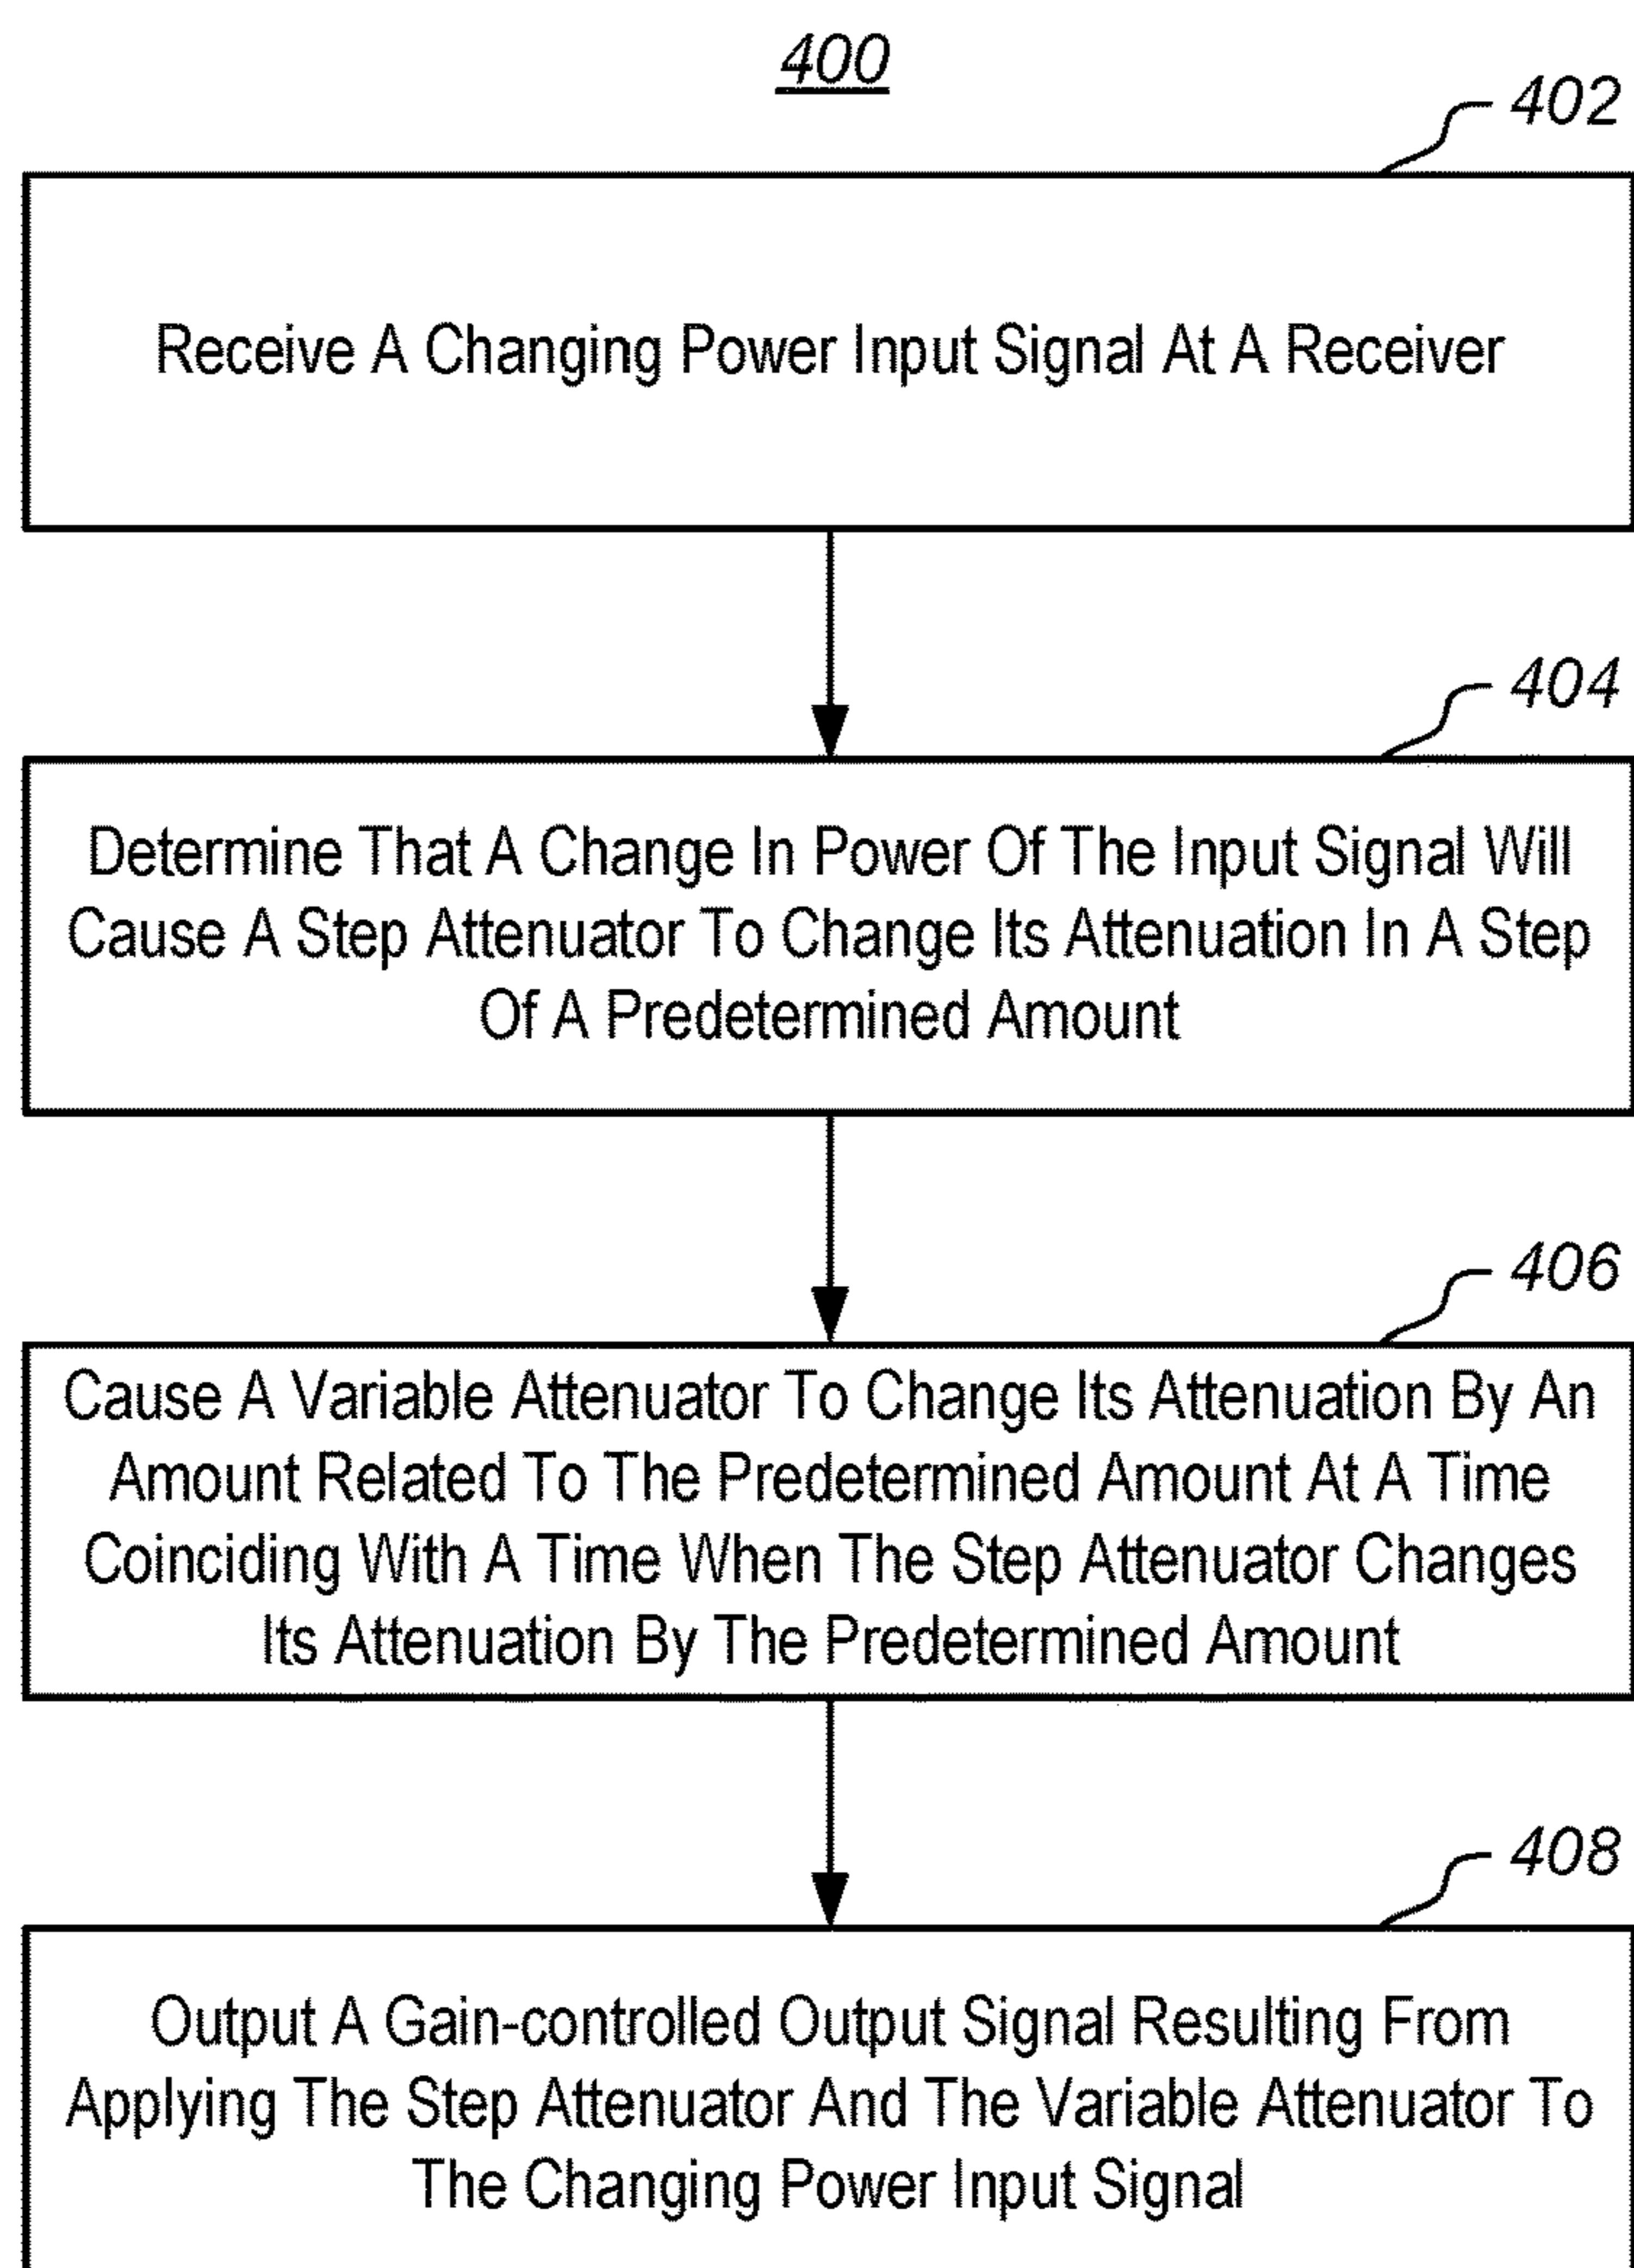 400
402
Receive A Changing Power Input Signal At A Receiver
404
Determine That A Change In Power Of The Input Signal Will
Cause A Step Attenuator To Change Its Attenuation In A Step
Of A Predetermined Amount
406
Cause A Variable Attenuator To Change Its Attenuation By An
Amount Related To The Predetermined Amount At A Time
Coinciding With A Time When The Step Attenuator Changes
Its Attenuation By The Predetermined Amount
408
Output A Gain-controlled Output Signal Resulting From
Applying The Step Attenuator And The Variable Attenuator To
The Changing Power Input Signal